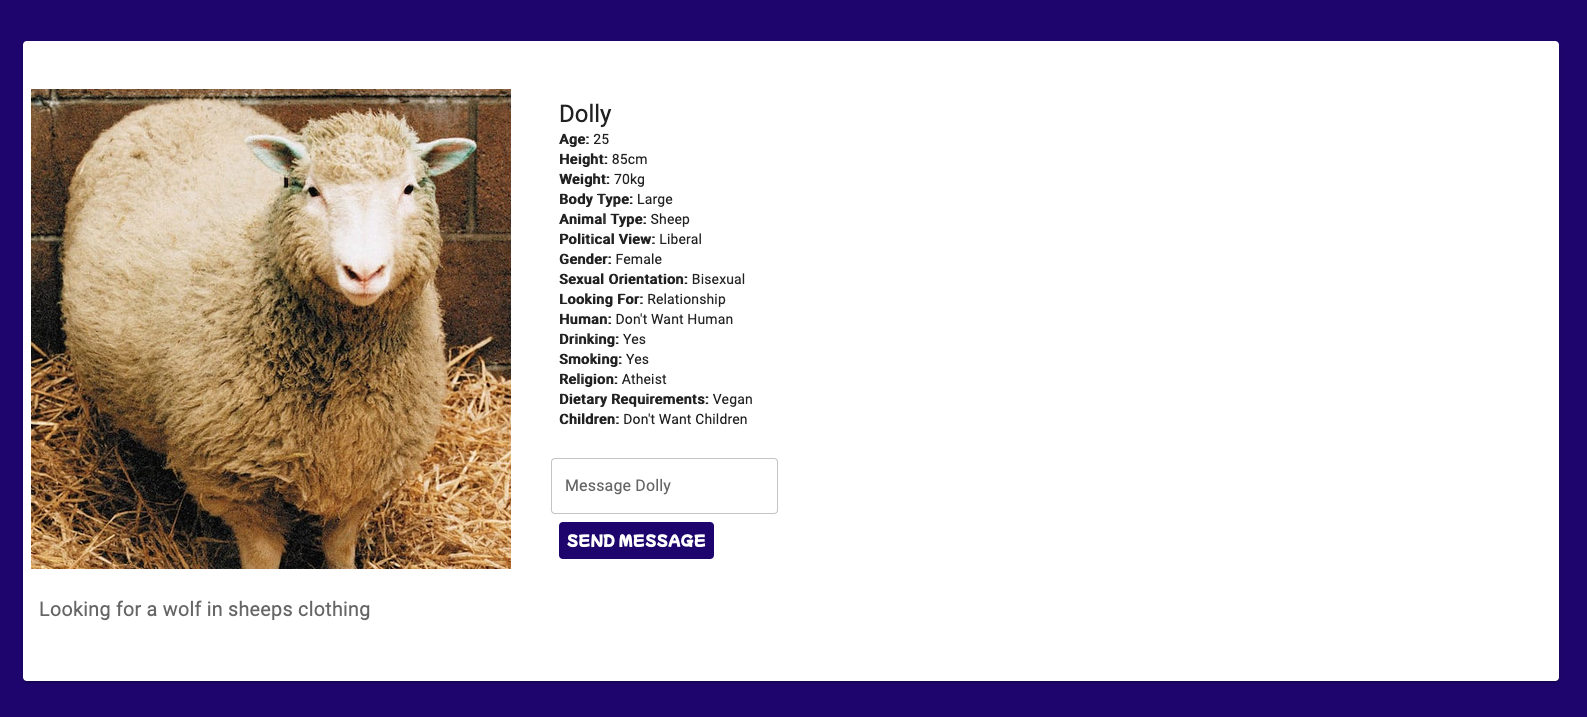 Dolly
Age: 25
Height: 85cm
Weight: 70kg
Body Type: Large
Animal Type: Sheep
Political View: Liberal
Gender: Female
Sexual Orientation: Bisexual
Looking For: Relationship
Human: Don't Want Human
Drinking: Yes
Smoking: Yes
Religion: Atheist
Dietary Requirements: Vegan
Children: Don't Want Children
Message Dolly
SEND MESSAGE
Looking for a wolf in sheeps clothing